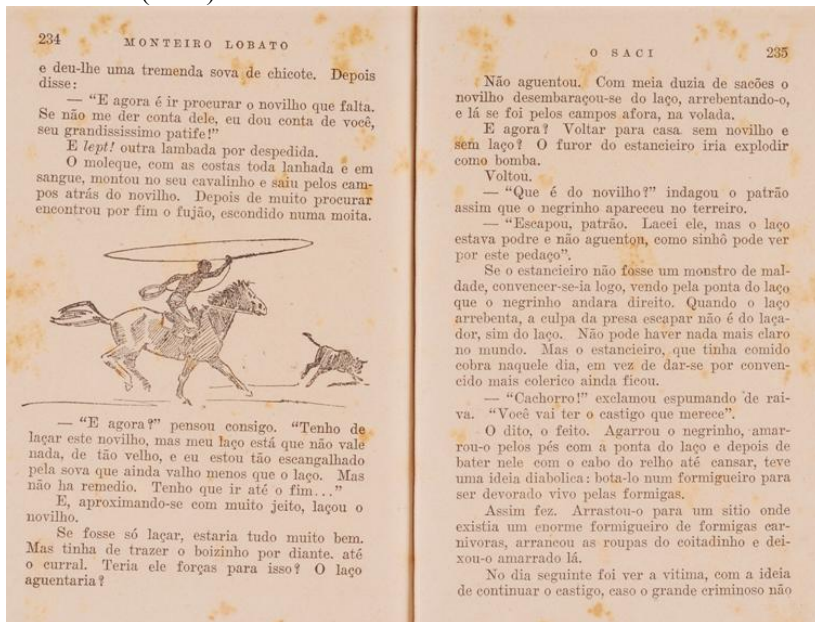 234
MONTEIRO LOBATO
e deu-lhe uma tremenda sova de chicote. Depois
disse:
— "E agora é ir procurar o novilho que falta.
Se não me der conta dele, eu dou conta de você,
seu grandississimo patife!"
E lept! outra lambada por despedida.
O moleque, com as costas toda lanhada e em
sangue, montou no seu cavalinho e saiu pelos cam-
pos atrás do novilho. Depois de muito procurar
encontrou por fim o fujão, escondido numa moita.
— "E agora?" pensou consigo. "Tenho de
laçar este novilho, mas meu laço está que não vale
nada, de tão velho, e eu estou tão escangalhado
pela sova que ainda valho menos que o laço. Mas
não ha remedio. Tenho que ir até o fim..."
E, aproximando-se com muito jeito, laçou o
novilho.
Se fosse só laçar, estaria tudo muito bem.
Mas tinha de trazer o boizinho por diante. até
o curral. Teria ele forças para isso? O laço
aguentaria?
O SACI
235
Não aguentou. Com meia duzia de sacões o
novilho desembaraçou-se do laço, arrebentando-o,
e lá se foi pelos campos afora, na volada.
E agora? Voltar para casa sem novilho e
sem laço? O furor do estancieiro iria explodir
como bomba.
Voltou.
— "Que é do novilho?" indagou o patrão
assim que o negrinho apareceu no terreiro.
— "Escapou, patrão. Lacei ele, mas o laço
estava podre e não aguentou, como sinhô pode ver
por este pedaço".
Se o estancieiro não fosse um monstro de mal-
dade, convencer-se-ia logo, vendo pela ponta do laço
que o negrinho andara direito. Quando o laço
arrebenta, a culpa da presa escapar não é do laça-
dor, sim do laço. Não pode haver nada mais claro
no mundo. Mas o estancieiro, que tinha comido
cobra naquele dia, em vez de dar-se por conven-
cido mais colerico ainda ficou.
— "Cachorro!" exclamou espumando de rai-
va. "Você vai ter o castigo que merece".
O dito, o feito. Agarrou o negrinho, amar-
rou-o pelos pés com a ponta do laço e depois de
bater nele com o cabo do relho até cansar, teve
uma ideia diabolica: bota-lo num formigueiro para
ser devorado vivo pelas formigas.
Assim fez. Arrastou-o para um sitio onde
existia um enorme formigueiro de formigas car-
nivoras, arrancou as roupas do coitadinho e dei-
xou-o amarrado lá.
No dia seguinte foi ver a vitima, com a ideia
de continuar o castigo, caso o grande criminoso não